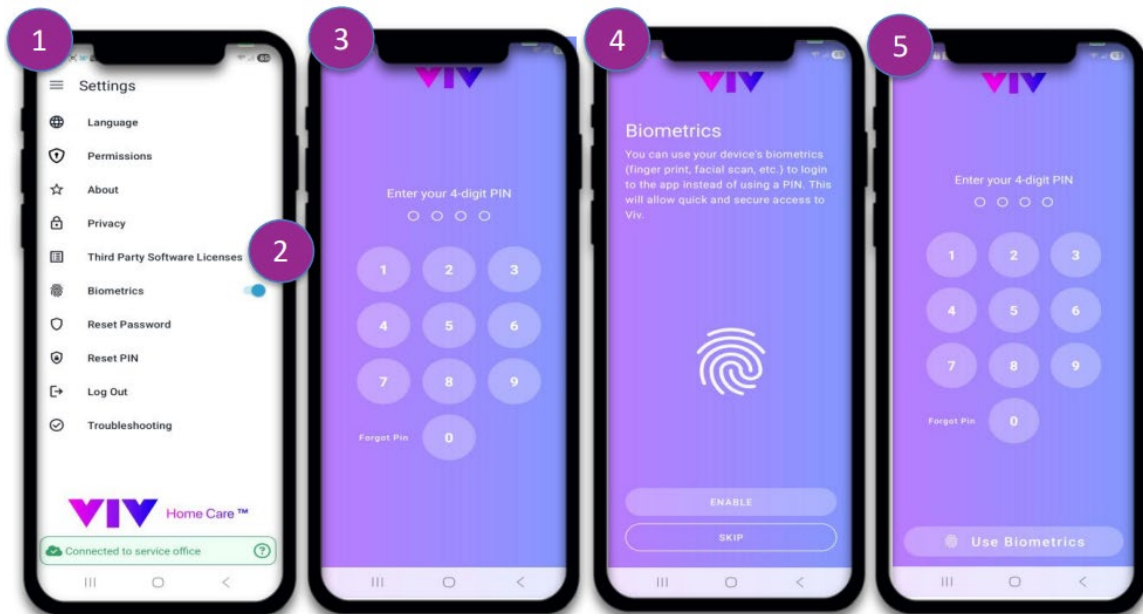 1
65
Settings
Language
Permissions
About
Privacy
Third Party Software Licenses
2
Biometrics
Reset Password
Reset PIN
Log Out
Troubleshooting
VIV Home Care ™
Connected to service office ?
3
VIV
Enter your 4-digit PIN
1 2 3
4 5 6
7 8 9
Forgot Pin 0
4
VIV
Biometrics
You can use your device's biometrics
(finger print, facial scan, etc.) to login
to the app instead of using a PIN. This
will allow quick and secure access to
Viv.
ENABLE
SKIP
5
VIV
Enter your 4-digit PIN
1 2 3
4 5 6
7 8 9
Forgot Pin 0
Use Biometrics